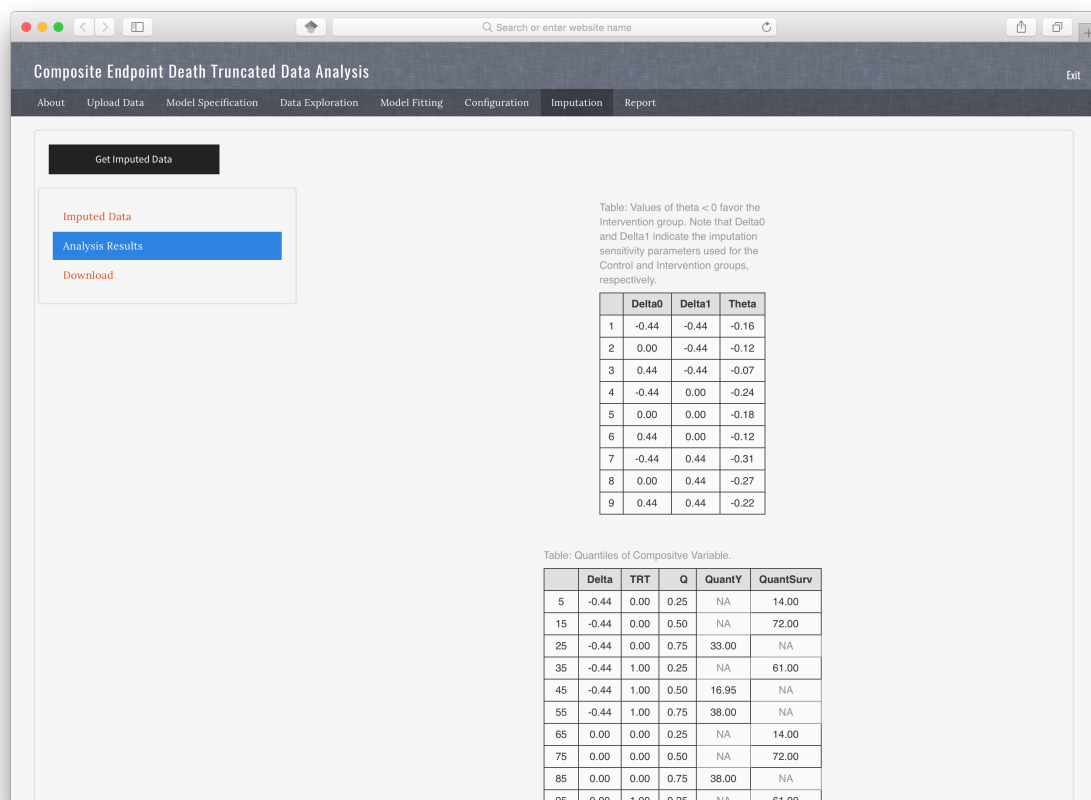 Search or enter website name
Composite Endpoint Death Truncated Data Analysis
Exit
About Upload Data Model Specification Data Exploration Model Fitting Configuration Imputation Report
Get Imputed Data
Imputed Data
Analysis Results
Download
Table: Values of theta < 0 favor the
Intervention group. Note that Delta0
and Delta1 indicate the imputation
sensitivity parameters used for the
Control and Intervention groups,
respectively.
Delta0 Delta1 Theta
1 -0.44 -0.44 -0.16
2 0.00 -0.44 -0.12
3 0.44 -0.44 -0.07
4 -0.44 0.00 -0.24
5 0.00 0.00 -0.18
6 0.44 0.00 -0.12
7 -0.44 0.44 -0.31
8 0.00 0.44 -0.27
9 0.44 0.44 -0.22
Table: Quantiles of Compositve Variable.
Delta TRT Q QuantY QuantSurv
5 -0.44 0.00 0.25 NA 14.00
15 -0.44 0.00 0.50 NA 72.00
25 -0.44 0.00 0.75 33.00 NA
35 -0.44 1.00 0.25 NA 61.00
45 -0.44 1.00 0.50 16.95 NA
55 -0.44 1.00 0.75 38.00 NA
65 0.00 0.00 0.25 NA 14.00
75 0.00 0.00 0.50 NA 72.00
85 0.00 0.00 0.75 38.00 NA
95 0.00 1.00 0.25 NA 61.00